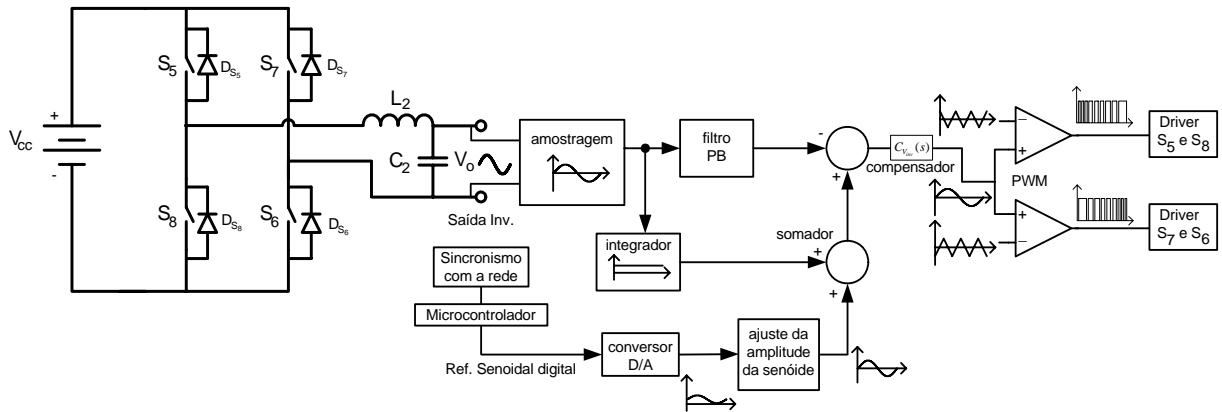 S5
DS5
S7
DS7
L2
+
Vcc
-
C2
Vo
Saída Inv.
S8
DS8
S6
DS6
amostragem
filtro
PB
-
+
CVinv(s)
compensador
-
+
PWM
+
-
Driver
S5 e S8
Driver
S7 e S6
integrador
somador
+
+
Sincronismo
com a rede
Microcontrolador
Ref. Senoidal digital
conversor
D/A
ajuste da
amplitude
da senóide